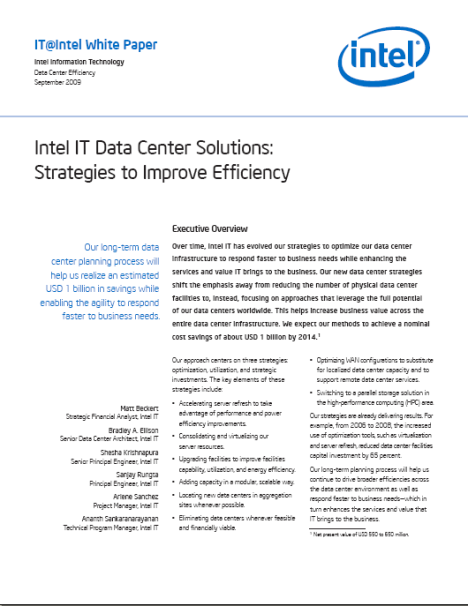 IT@Intel White Paper
Intel Information Technology
Data Center Efficiency
September 2009
intel
Intel IT Data Center Solutions:
Strategies to Improve Efficiency
Our long-term data
center planning process will
help us realize an estimated
USD 1 billion in savings while
enabling the agility to respond
faster to business needs.
Matt Beckert
Strategic Financial Analyst, Intel IT
Bradley A. Ellison
Senior Data Center Architect, Intel IT
Shesha Krishnapura
Senior Principal Engineer, Intel IT
Sanjay Rungta
Principal Engineer, Intel IT
Arlene Sanchez
Project Manager, Intel IT
Ananth Sankaranarayanan
Technical Program Manager, Intel IT
Executive Overview
Over time, Intel IT has evolved our strategies to optimize our data center
infrastructure to respond faster to business needs while enhancing the
services and value IT brings to the business. Our new data center strategies
shift the emphasis away from reducing the number of physical data center
facilities to, instead, focusing on approaches that leverage the full potential
of our data centers worldwide. This helps increase business value across the
entire data center infrastructure. We expect our methods to achieve a nominal
cost savings of about USD 1 billion by 2014.¹
Our approach centers on three strategies:
optimization, utilization, and strategic
investments. The key elements of these
strategies include:
• Accelerating server refresh to take
advantage of performance and power
efficiency improvements.
• Consolidating and virtualizing our
server resources.
• Upgrading facilities to improve facilities
capability, utilization, and energy efficiency.
• Adding capacity in a modular, scalable way.
• Locating new data centers in aggregation
sites whenever possible.
• Eliminating data centers whenever feasible
and financially viable.
• Optimizing WAN configurations to substitute
for localized data center capacity and to
support remote data center services.
• Switching to a parallel storage solution in
the high-performance computing (HPC) area.
Our strategies are already delivering results. For
example, from 2006 to 2008, the increased
use of optimization tools, such as virtualization
and server refresh, reduced data center facilities
capital investment by 65 percent.
Our long-term planning process will help us
continue to drive broader efficiencies across
the data center environment as well as
respond faster to business needs—which in
turn enhances the services and value that
IT brings to the business.
¹ Net present value of USD 550 to 650 million.